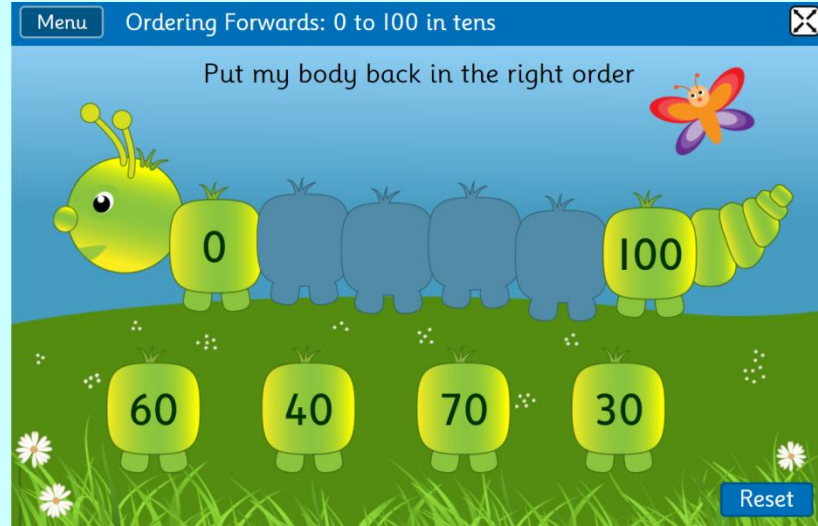 Menu
Ordering Forwards: 0 to 100 in tens
Put my body back in the right order
0
100
60 40 70 30
Reset